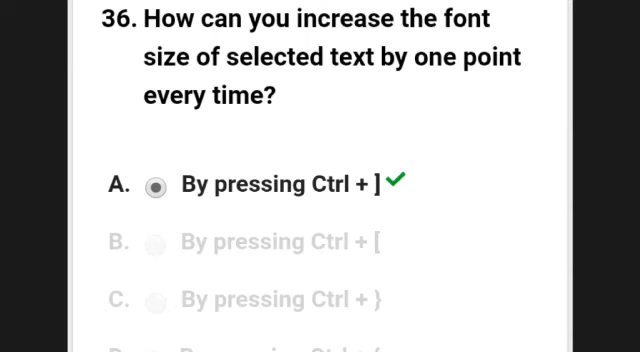 36. How can you increase the font
size of selected text by one point
every time?
A. By pressing Ctrl + ]
B. By pressing Ctrl + [
C. By pressing Ctrl + }